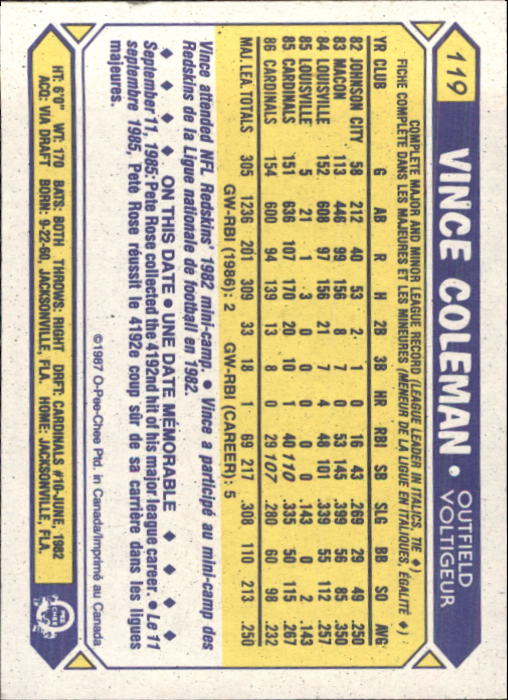 119
VINCE COLEMAN • OUTFIELD
VOLTIGEUR
COMPLETE MAJOR AND MINOR LEAGUE RECORD (LEAGUE LEADER IN ITALICS, TIE ♦)
FICHE COMPLÈTE DANS LES MAJEURES ET LES MINEURES (MENEUR DE LA LIGUE EN ITALIQUES, ÉGALITÉ ♦)
YR CLUB G AB R H 2B 3B HR RBI SB SLG BB SO AVG
82 JOHNSON CITY 58 212 40 53 2 1 0 16 43 .269 29 49 .250
83 MACON 113 446 99 156 8 7 0 53 145 .399 56 85 .350
84 LOUISVILLE 152 608 97 156 21 7 4 48 101 .339 55 112 .257
85 LOUISVILLE 5 21 1 3 0 0 0 0 0 .143 0 2 .143
85 CARDINALS 151 636 107 170 20 10 1 40 110 .335 50 115 .267
86 CARDINALS 154 600 94 139 13 8 0 29 107 .280 60 98 .232
MAJ. LEA. TOTALS 305 1236 201 309 33 18 1 69 217 .308 110 213 .250
GW-RBI (1986): 2 GW-RBI (CAREER): 5
Vince attended NFL Redskins' 1982 mini-camp. • Vince a participé au mini-camp des
Redskins de la Ligue nationale de football en 1982.
♦ ♦ ♦ ♦ ON THIS DATE • UNE DATE MÉMORABLE ♦ ♦ ♦ ♦
September 11, 1985: Pete Rose collected the 4192nd hit of his major league career. • Le 11
septembre 1985, Pete Rose réussit le 4192e coup sûr de sa carrière dans les ligues
majeures.
©1987 O-Pee-Chee Ptd. in Canada/Imprimé au Canada
HT: 6'0" WT: 170 BATS: BOTH THROWS: RIGHT DRFT: CARDINALS #10-JUNE, 1982
ACQ: VIA DRAFT BORN: 9-22-60, JACKSONVILLE, FLA. HOME: JACKSONVILLE, FLA.
O
PEE
CHEE